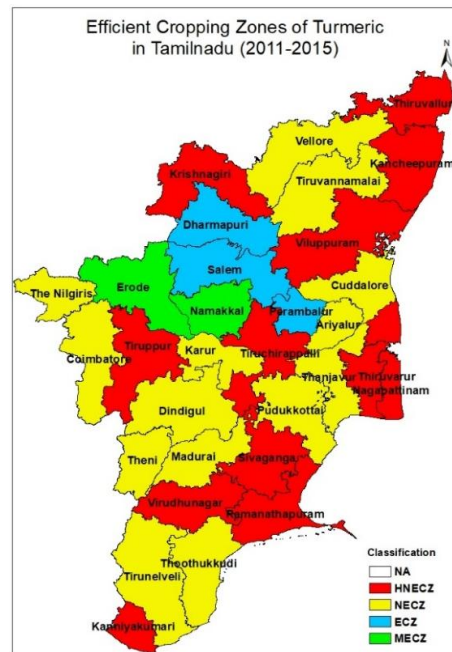 Efficient Cropping Zones of Turmeric
in Tamilnadu (2011-2015)
N
Thiruvallur
Vellore
Kancheepuram
Krishnagiri
Tiruvannamalai
Dharmapuri
Viluppuram
Salem
Erode
The Nilgiris
Cuddalore
Namakkal
Perambalur
Ariyalur
Tiruppur
Karur
Tiruchirappalli
Coimbatore
Thanjavur
Thiruvarur
Nagapattinam
Dindigul
Pudukkottai
Theni
Madurai
Sivaganga
Virudhunagar
Ramanathapuram
Thoothukkudi
Tirunelveli
Kanniyakumari
Classification
NA
HNECZ
NECZ
ECZ
MECZ